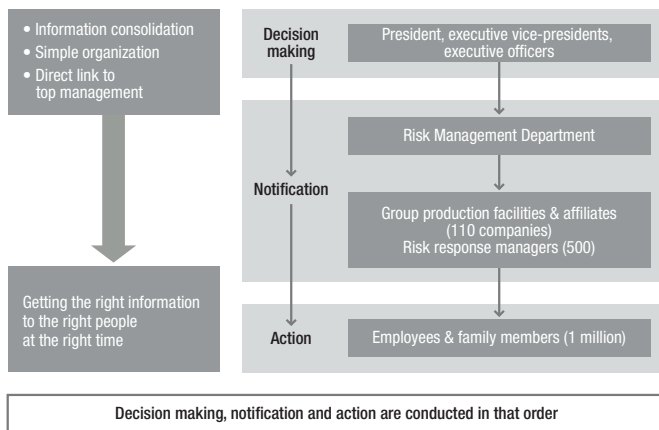 • Information consolidation
• Simple organization
• Direct link to
top management
Getting the right information
to the right people
at the right time
Decision
making
President, executive vice-presidents,
executive officers
Notification
Risk Management Department
Group production facilities & affiliates
(110 companies)
Risk response managers (500)
Action
Employees & family members (1 million)
Decision making, notification and action are conducted in that order